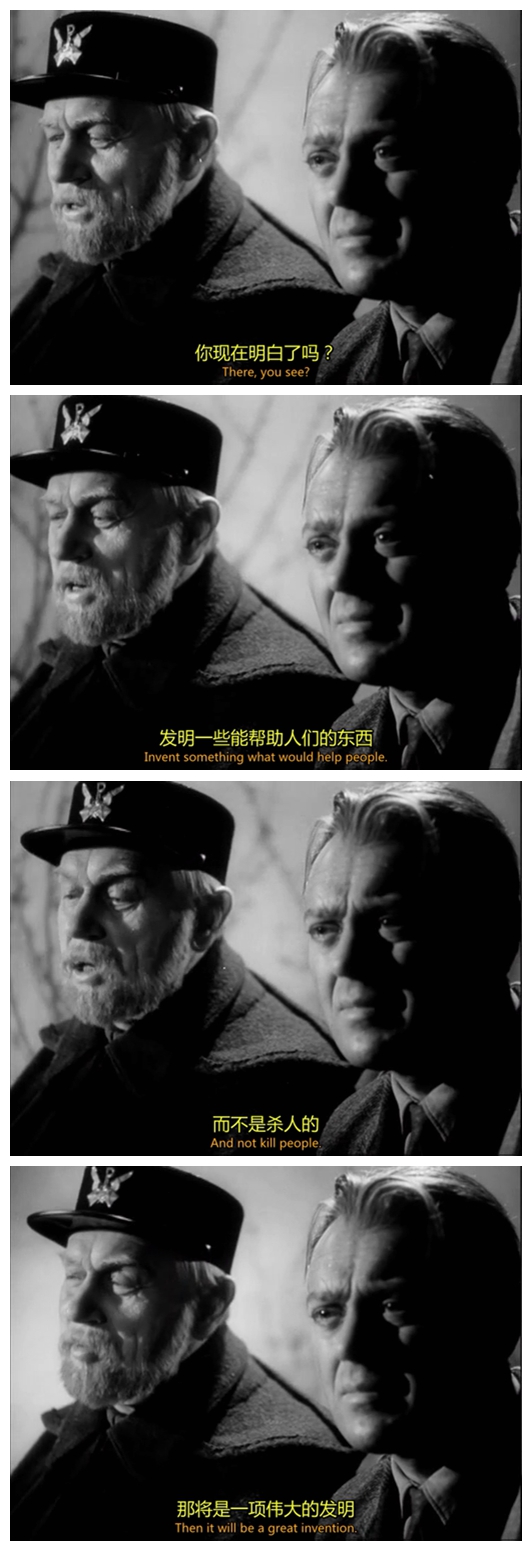 你现在明白了吗？
There, you see?
发明一些能帮助人们的东西
Invent something what would help people.
而不是杀人的
And not kill people.
那将是一项伟大的发明
Then it will be a great invention.